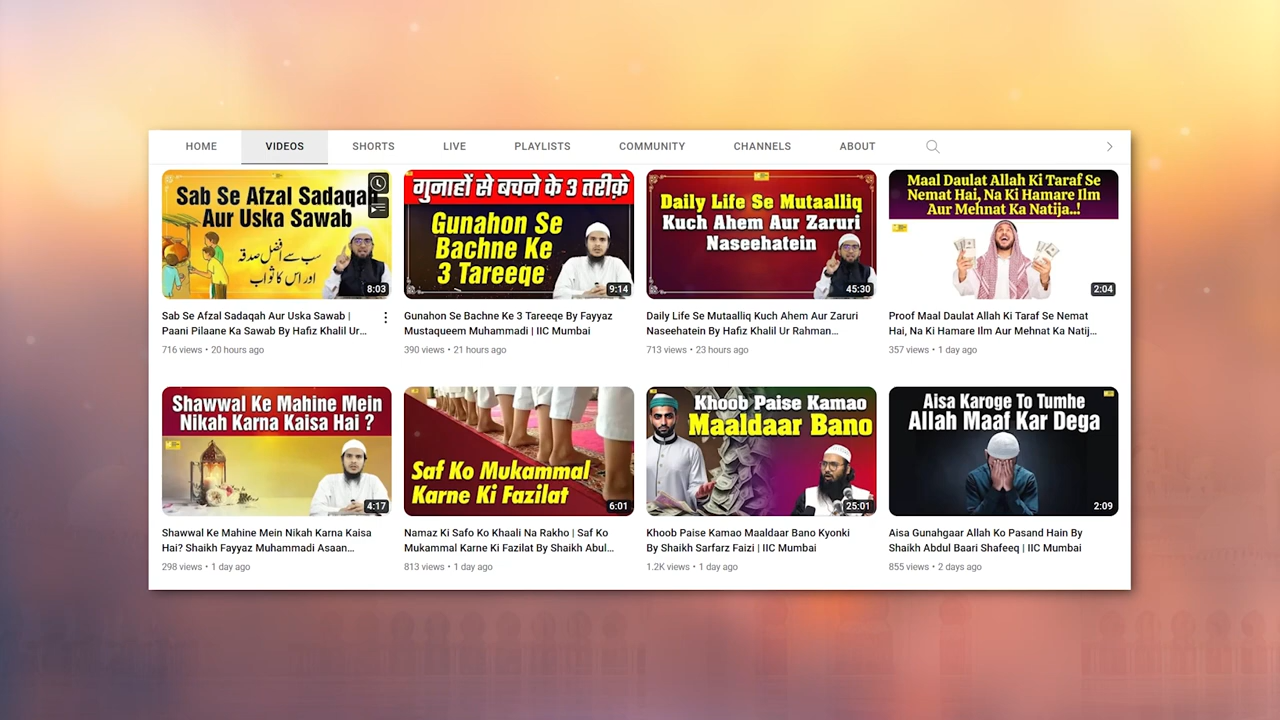 HOME VIDEOS SHORTS LIVE PLAYLISTS COMMUNITY CHANNELS ABOUT
Sab Se Afzal Sadaqah
Aur Uska Sawab
سب سے افضل صدقہ
اور اس کا ثواب
8:03
Sab Se Afzal Sadaqah Aur Uska Sawab |
Paani Pilaane Ka Sawab By Hafiz Khalil Ur...
716 views • 20 hours ago
गुनाहों से बचने के 3 तरीक़े
Gunahon Se
Bachne Ke
3 Tareeqe
9:14
Gunahon Se Bachne Ke 3 Tareeqe By Fayyaz
Mustaqueem Muhammadi | IIC Mumbai
390 views • 21 hours ago
Daily Life Se Mutaalliq
Kuch Ahem Aur Zaruri
Naseehatein
45:30
Daily Life Se Mutaalliq Kuch Ahem Aur Zaruri
Naseehatein By Hafiz Khalil Ur Rahman...
713 views • 23 hours ago
Maal Daulat Allah Ki Taraf Se
Nemat Hai, Na Ki Hamare Ilm
Aur Mehnat Ka Natija..!
2:04
Proof Maal Daulat Allah Ki Taraf Se Nemat
Hai, Na Ki Hamare Ilm Aur Mehnat Ka Natij...
357 views • 1 day ago
Shawwal Ke Mahine Mein
Nikah Karna Kaisa Hai ?
4:17
Shawwal Ke Mahine Mein Nikah Karna Kaisa
Hai? Shaikh Fayyaz Muhammadi Asaan...
298 views • 1 day ago
Saf Ko Mukammal
Karne Ki Fazilat
6:01
Namaz Ki Safo Ko Khaali Na Rakho | Saf Ko
Mukammal Karne Ki Fazilat By Shaikh Abul...
813 views • 1 day ago
Khoob Paise Kamao
Maaldaar Bano
25:01
Khoob Paise Kamao Maaldaar Bano Kyonki
By Shaikh Sarfarz Faizi | IIC Mumbai
1.2K views • 1 day ago
Aisa Karoge To Tumhe
Allah Maaf Kar Dega
2:09
Aisa Gunahgaar Allah Ko Pasand Hain By
Shaikh Abdul Baari Shafeeq | IIC Mumbai
855 views • 2 days ago